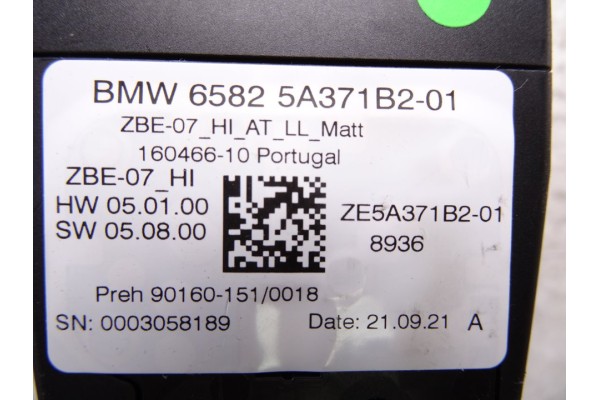 BMW 6582 5A371B2-01
ZBE-07_HI_AT_LL_Matt
160466-10 Portugal
ZBE-07_HI
HW 05.01.00
SW 05.08.00
ZE5A371B2-01
8936
Preh 90160-151/0018
SN: 0003058189 Date: 21.09.21 A